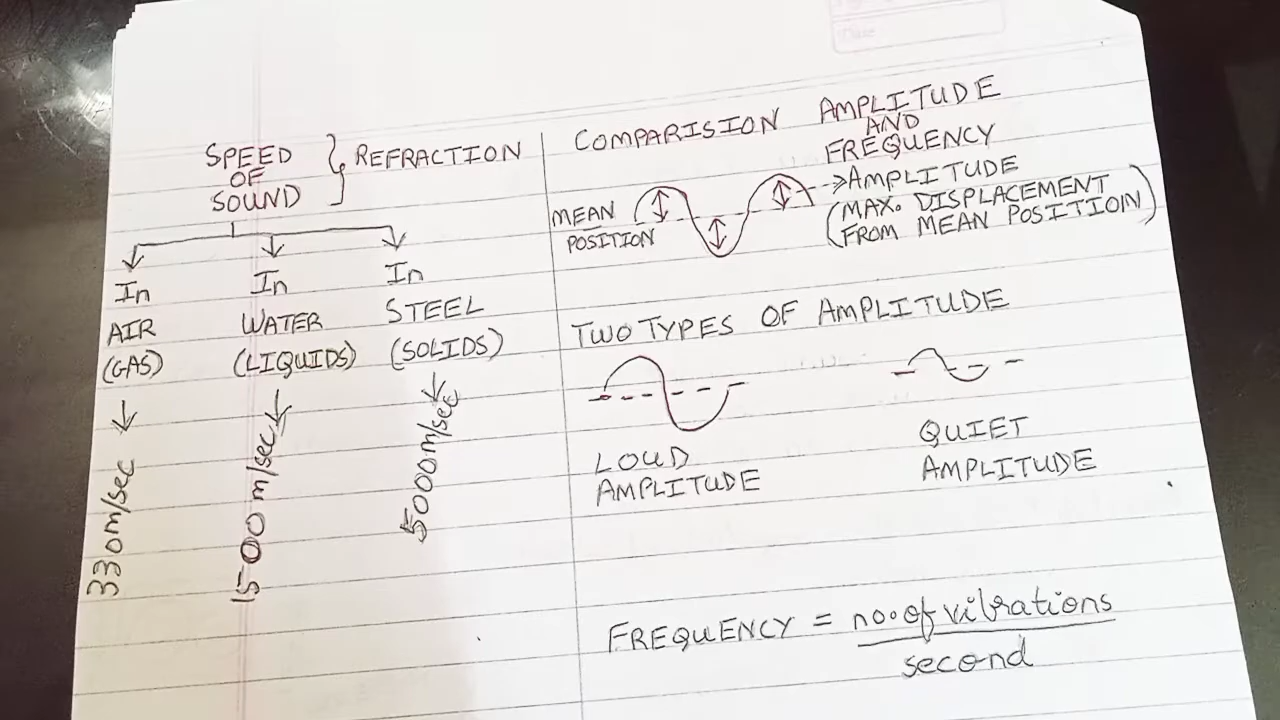 SPEED
OF
SOUND
REFRACTION
In
AIR
(GAS)
330m/sec
In
WATER
(LIQUIDS)
1500 m/sec
In
STEEL
(SOLIDS)
5000m/sec
COMPARISION AMPLITUDE
AND
FREQUENCY
MEAN
POSITION
AMPLITUDE
(MAX. DISPLACEMENT
FROM MEAN POSITION)
TWO TYPES OF AMPLITUDE
LOUD
AMPLITUDE
QUIET
AMPLITUDE
FREQUENCY = no. of vibrations
second
Date